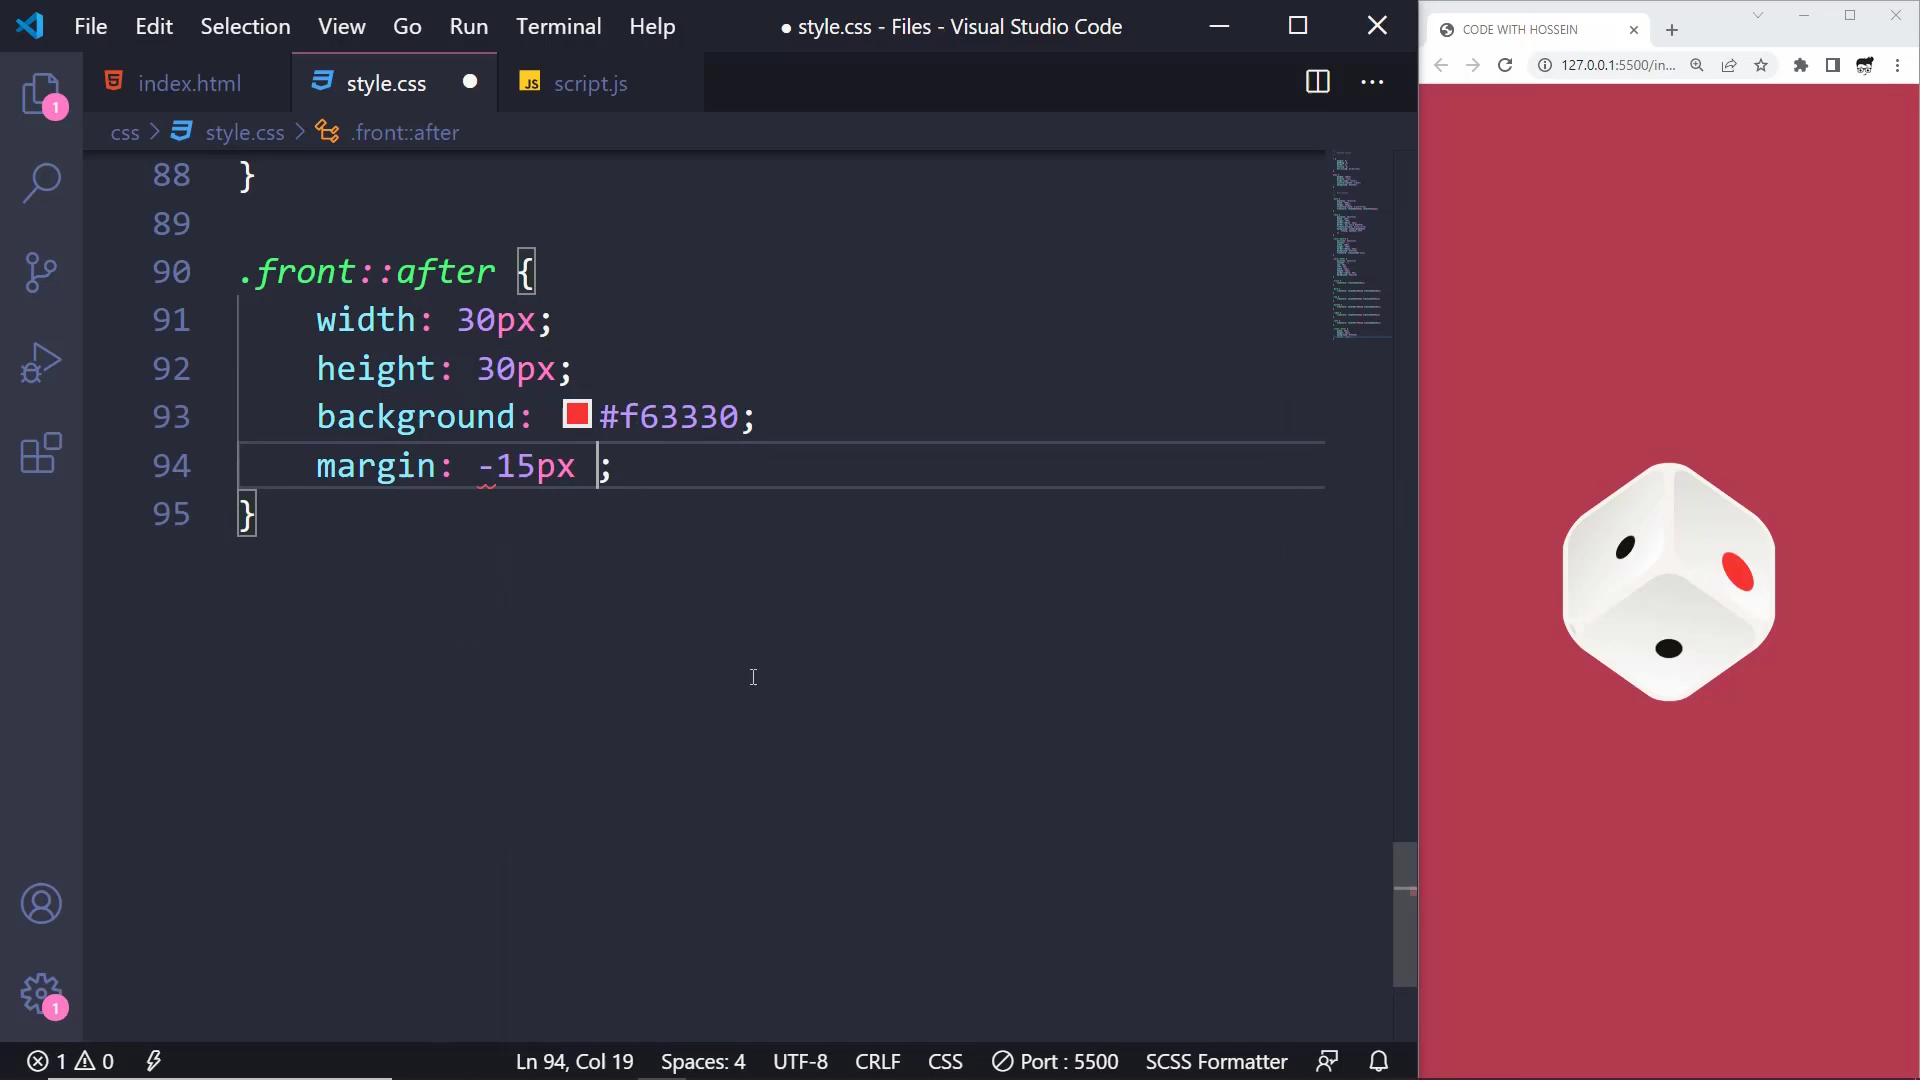 File Edit Selection View Go Run Terminal Help ● style.css - Files - Visual Studio Code
index.html style.css ● JS script.js
css > style.css > .front::after
88 }
89
90 .front::after {
91 width: 30px;
92 height: 30px;
93 background: #f63330;
94 margin: -15px ;
95 }
1
1
1 0 Ln 94, Col 19 Spaces: 4 UTF-8 CRLF CSS Port : 5500 SCSS Formatter
CODE WITH HOSSEIN
127.0.0.1:5500/in...